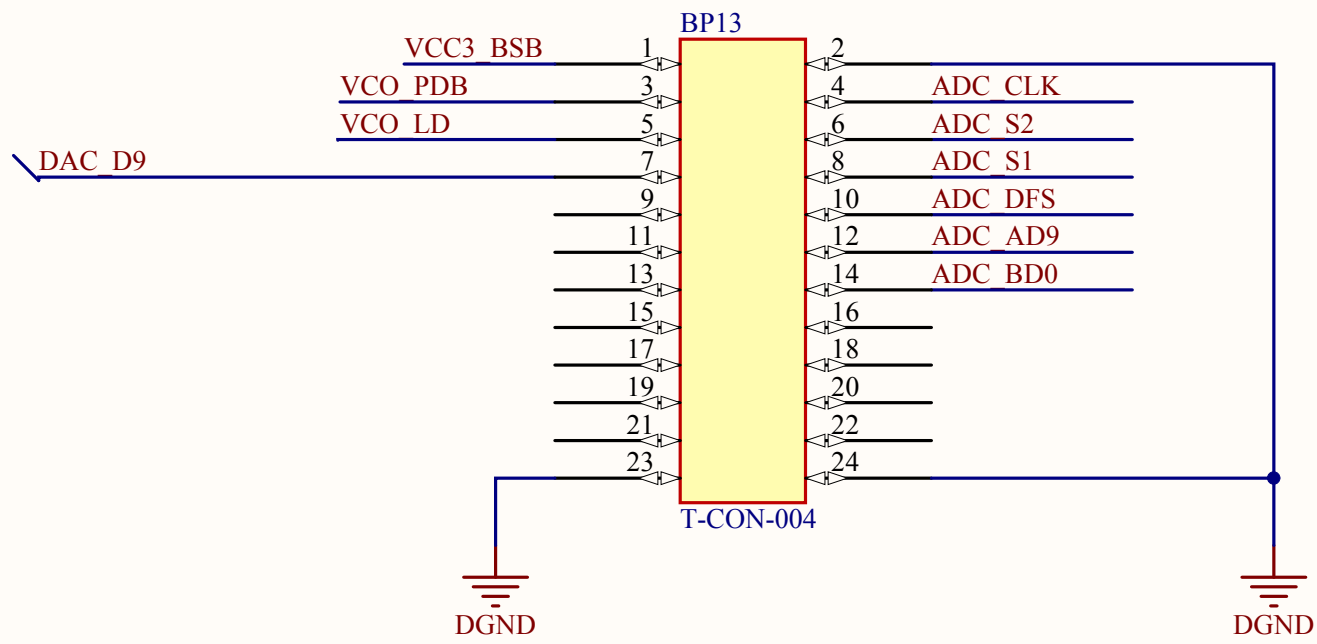 BP13
VCC3_BSB 1 2
VCO_PDB 3 4 ADC_CLK
VCO_LD 5 6 ADC_S2
DAC_D9 7 8 ADC_S1
9 10 ADC_DFS
11 12 ADC_AD9
13 14 ADC_BD0
15 16
17 18
19 20
21 22
23 24
T-CON-004
DGND DGND